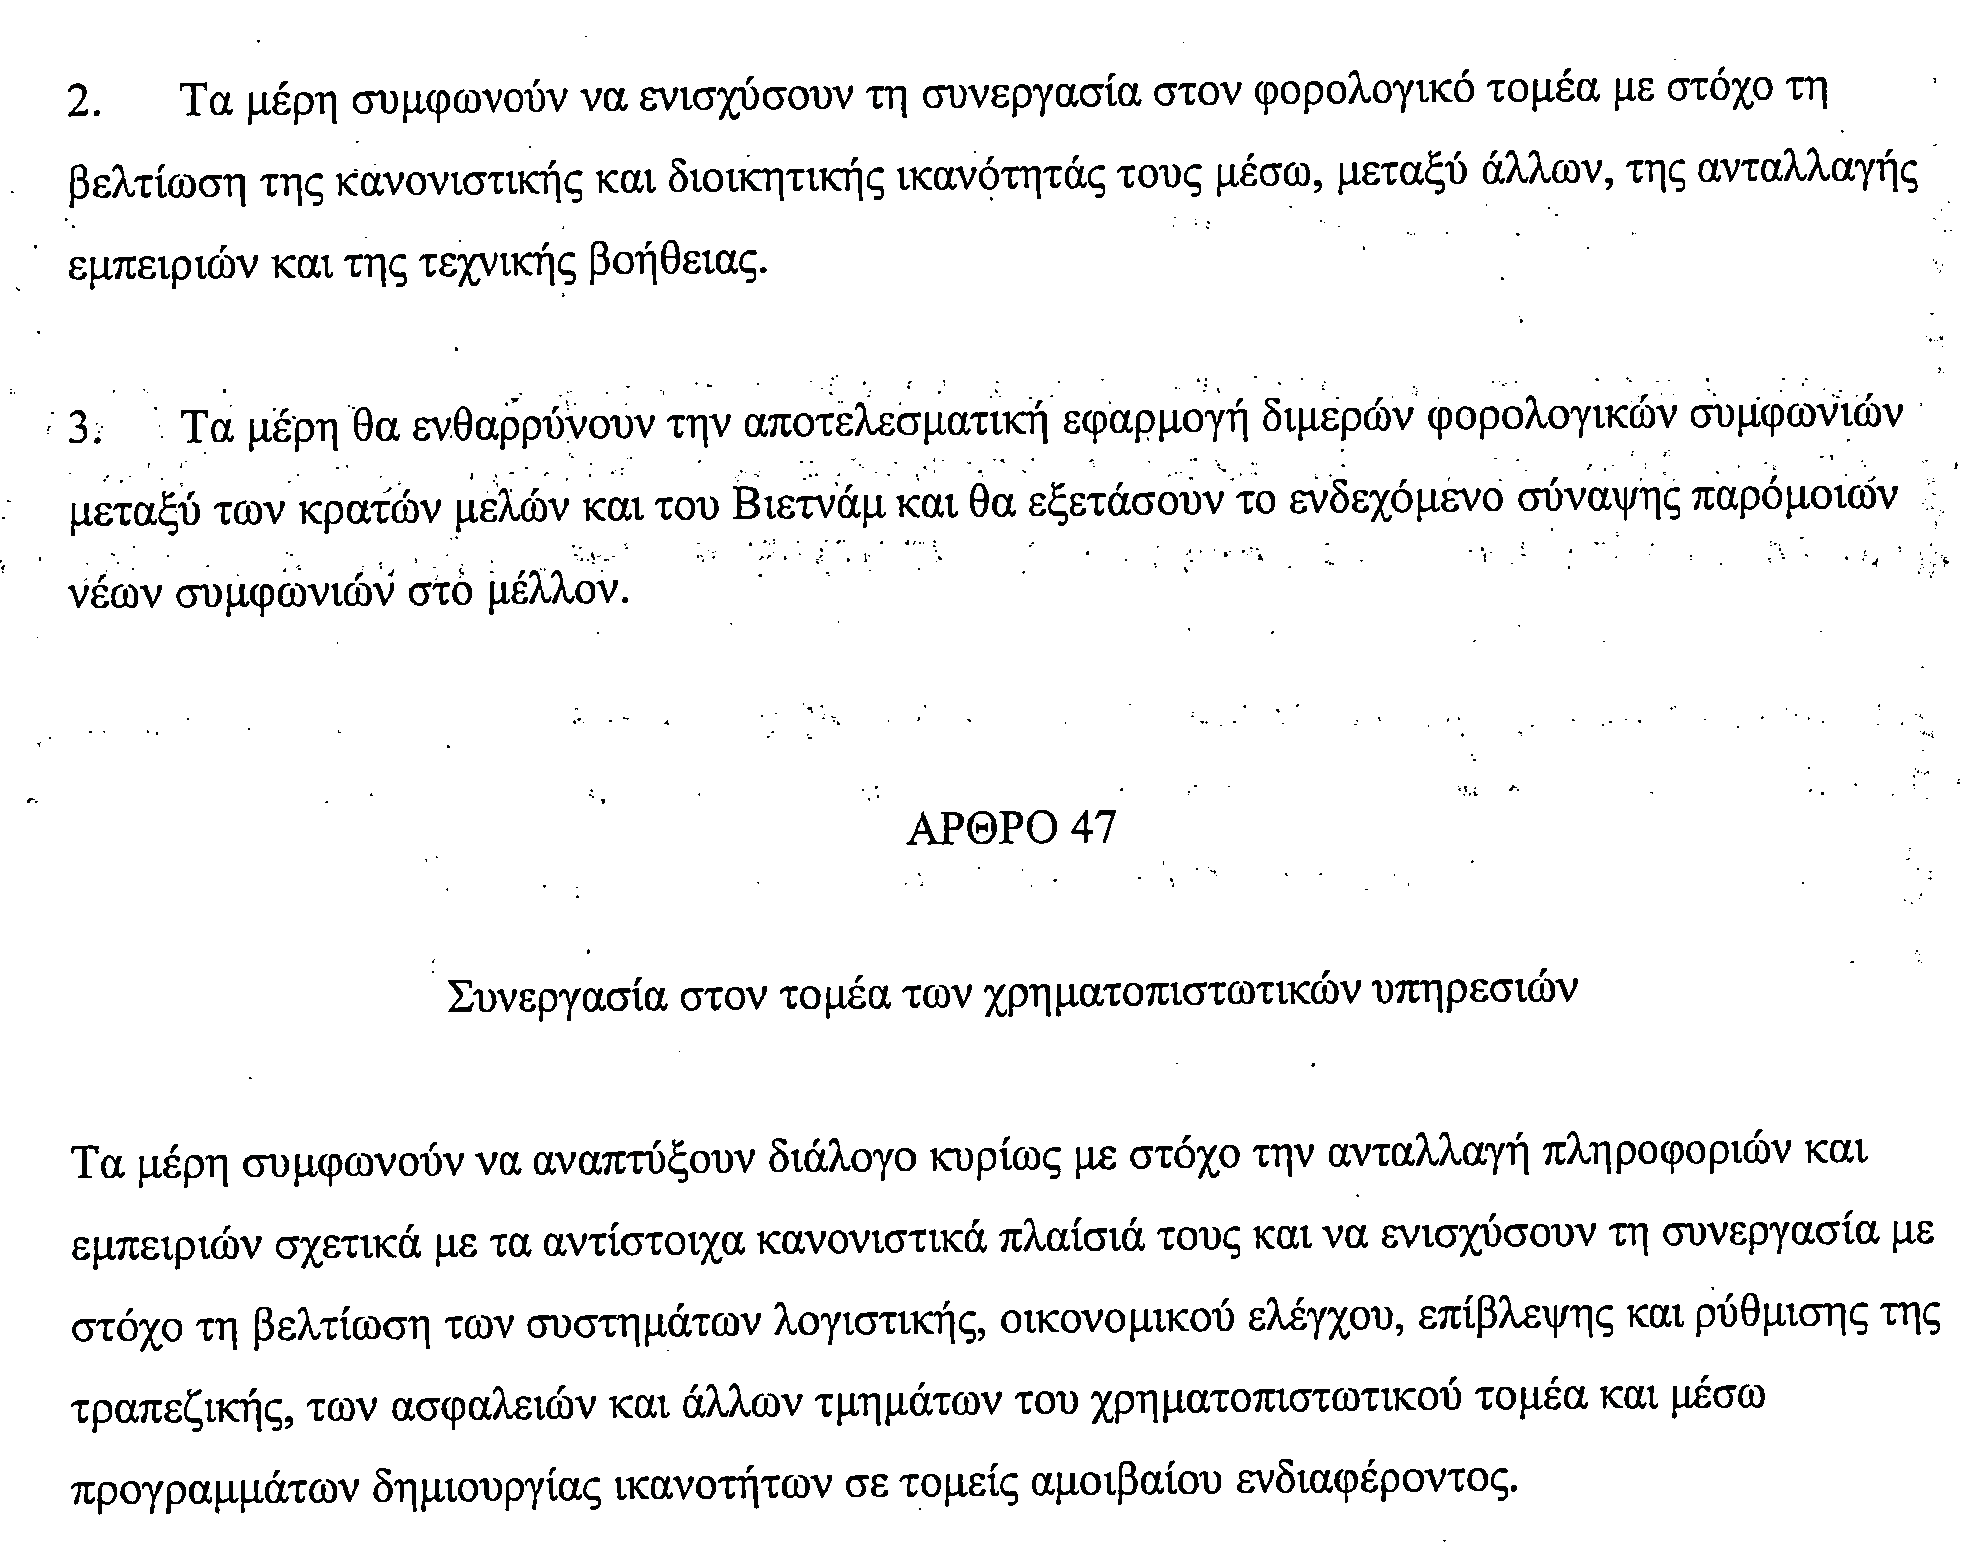 2. Τα μέρη συμφωνούν να ενισχύσουν τη συνεργασία στον φορολογικό τομέα με στόχο τη
βελτίωση της κανονιστικής και διοικητικής ικανότητάς τους μέσω, μεταξύ άλλων, της ανταλλαγής
εμπειριών και της τεχνικής βοήθειας.
3. Τα μέρη θα ενθαρρύνουν την αποτελεσματική εφαρμογή διμερών φορολογικών συμφωνιών
μεταξύ των κρατών μελών και του Βιετνάμ και θα εξετάσουν το ενδεχόμενο σύναψης παρόμοιων
νέων συμφωνιών στο μέλλον.
ΑΡΘΡΟ 47
Συνεργασία στον τομέα των χρηματοπιστωτικών υπηρεσιών
Τα μέρη συμφωνούν να αναπτύξουν διάλογο κυρίως με στόχο την ανταλλαγή πληροφοριών και
εμπειριών σχετικά με τα αντίστοιχα κανονιστικά πλαίσιά τους και να ενισχύσουν τη συνεργασία με
στόχο τη βελτίωση των συστημάτων λογιστικής, οικονομικού ελέγχου, επίβλεψης και ρύθμισης της
τραπεζικής, των ασφαλειών και άλλων τμημάτων του χρηματοπιστωτικού τομέα και μέσω
προγραμμάτων δημιουργίας ικανοτήτων σε τομείς αμοιβαίου ενδιαφέροντος.